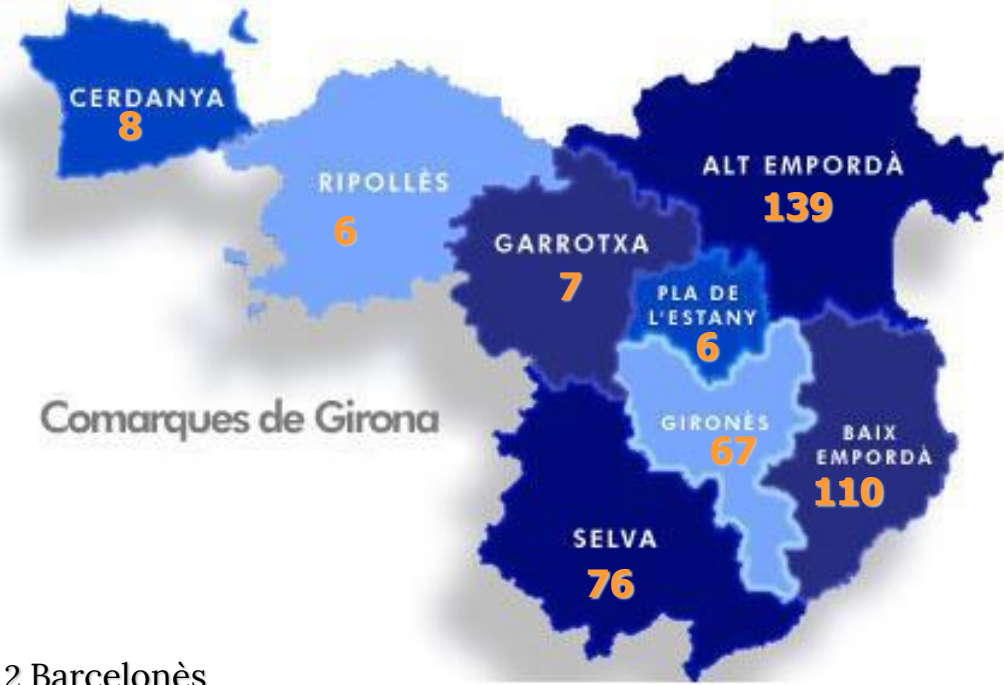 CERDANYA
8
RIPOLLÈS
6
GARROTXA
7
ALT EMPORDÀ
139
PLA DE
L'ESTANY
6
Comarques de Girona
GIRONÈS
67
BAIX
EMPORDÀ
110
SELVA
76
2 Barcelonès